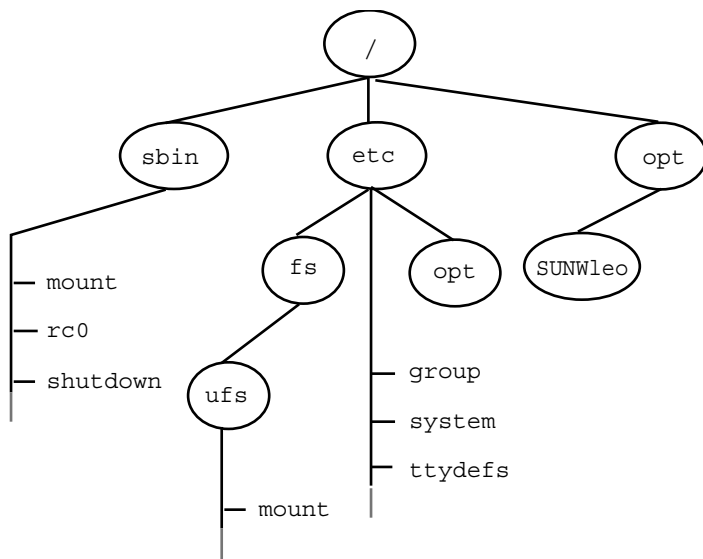 /
sbin etc opt
fs opt SUNWleo
mount
rc0
shutdown
group
ufs
system
ttydefs
mount